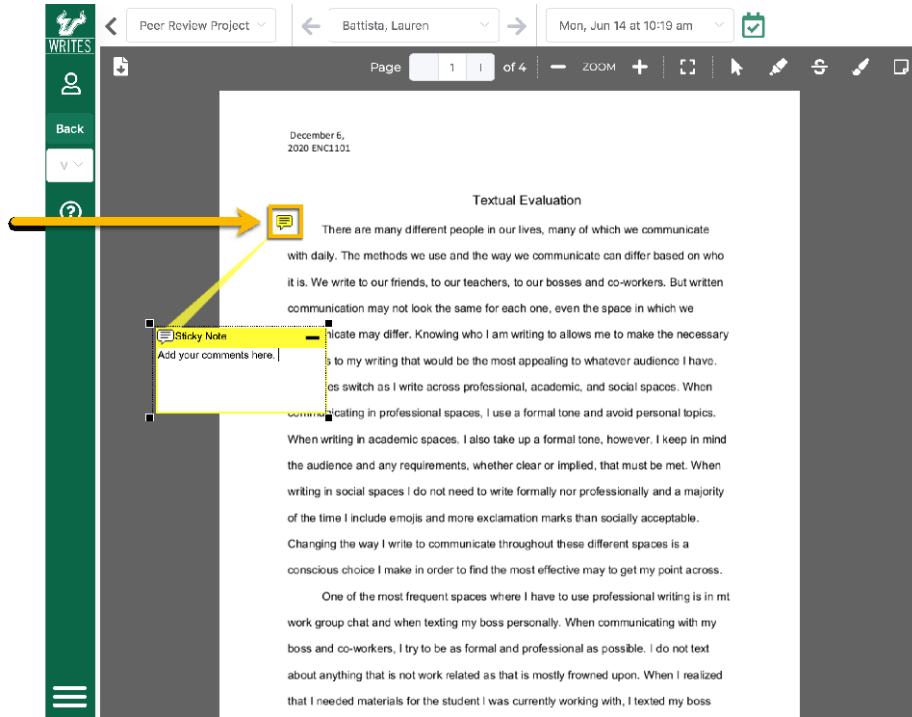 WRITES
Peer Review Project
Battista, Lauren
Mon, Jun 14 at 10:19 am
Page 1 of 4 ZOOM
Back
V
December 6,
2020 ENC1101
Textual Evaluation
There are many different people in our lives, many of which we communicate
with daily. The methods we use and the way we communicate can differ based on who
it is. We write to our friends, to our teachers, to our bosses and co-workers. But written
communication may not look the same for each one, even the space in which we
nicate may differ. Knowing who I am writing to allows me to make the necessary
s to my writing that would be the most appealing to whatever audience I have.
es switch as I write across professional, academic, and social spaces. When
communicating in professional spaces, I use a formal tone and avoid personal topics.
When writing in academic spaces, I also take up a formal tone, however, I keep in mind
the audience and any requirements, whether clear or implied, that must be met. When
writing in social spaces I do not need to write formally nor professionally and a majority
of the time I include emojis and more exclamation marks than socially acceptable.
Changing the way I write to communicate throughout these different spaces is a
conscious choice I make in order to find the most effective may to get my point across.
One of the most frequent spaces where I have to use professional writing is in mt
work group chat and when texting my boss personally. When communicating with my
boss and co-workers, I try to be as formal and professional as possible. I do not text
about anything that is not work related as that is mostly frowned upon. When I realized
that I needed materials for the student I was currently working with, I texted my boss
Sticky Note
Add your comments here.